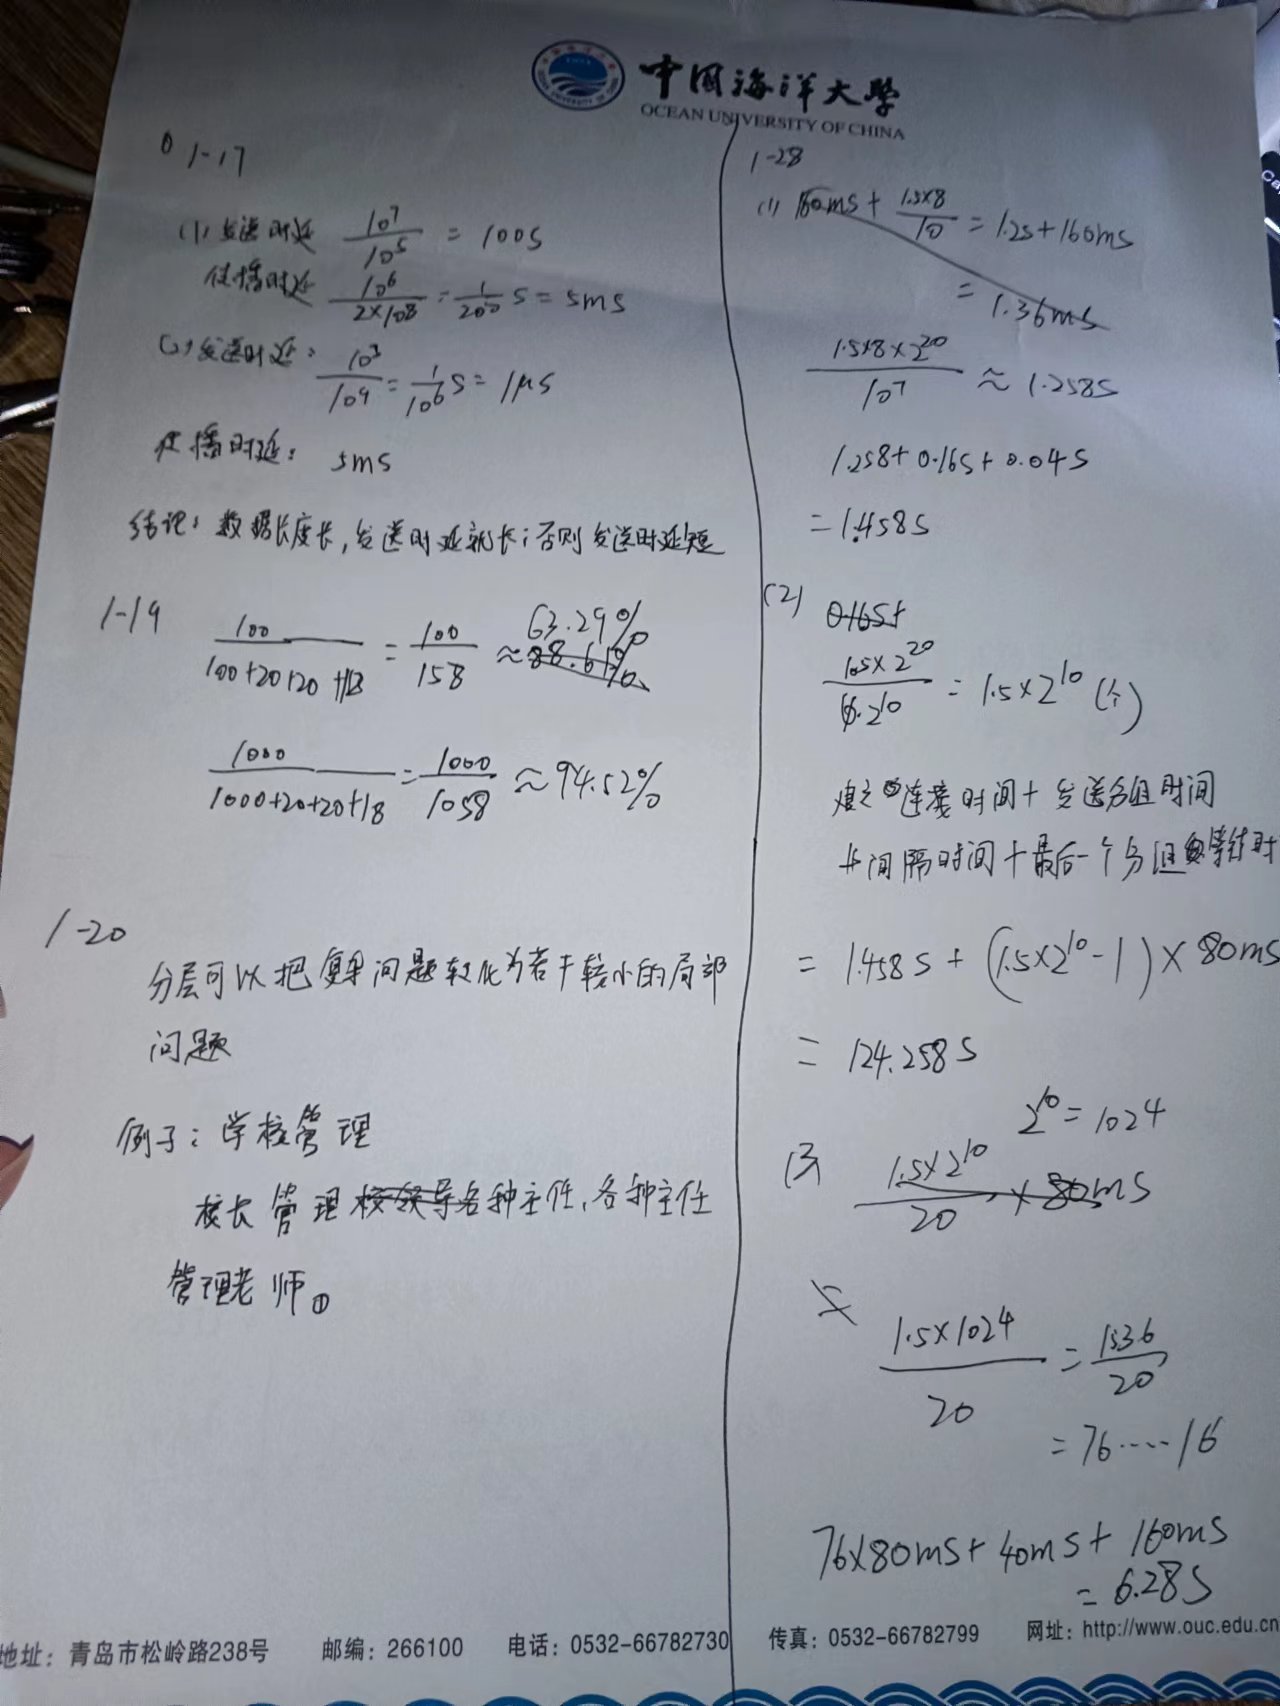 中国海洋大学
OCEAN UNIVERSITY OF CHINA
1-17
(1) 发送时延 10⁷/10⁵ = 100s
传播时延 10⁶/2×10⁸ = 1/200 s = 5ms
(2) 发送时延: 10³/10⁹ = 1/10⁶ s = 1μs
传播时延: 5ms
结论: 数据长度长,发送时延就长;否则发送时延短
1-19
100/100+20+20+18 = 100/158 ≈ 63.29%
1000/1000+20+20+18 = 1000/1058 ≈ 94.52%
1-20
分层可以把复杂问题转化为若干较小的局部
问题
例子: 学校管理
校长管理各种主任,各种主任
管理老师。
1-28
(1) 160ms + 1.5×8/10 = 1.2s+160ms
= 1.36ms
1.5×8×2²⁰/10⁷ ≈ 1.258s
1.258+0.16s+0.04s
= 1.458s
(2) 0.16s+
1.5×2²⁰/2¹⁰ = 1.5×2¹⁰ (个)
建立连接时间+发送分组时间
+间隔时间+最后一个分组
= 1.458s + (1.5×2¹⁰-1)×80ms
= 124.258s
2¹⁰=1024
(3) 1.5×2¹⁰/20 × 80ms
= 1.5×1024/20 = 1536/20
= 76……16
76×80ms+40ms+160ms
= 6.28s
地址：青岛市松岭路238号 邮编：266100 电话：0532-66782730 传真：0532-66782799 网址：http://www.ouc.edu.cn